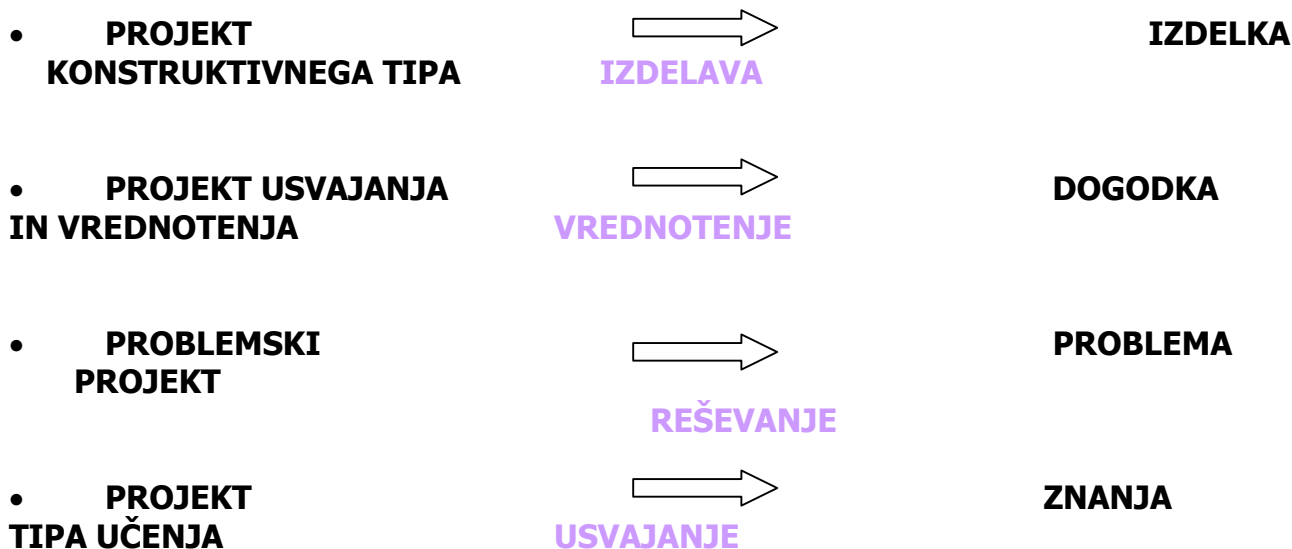 • PROJEKT IZDELKA
KONSTRUKTIVNEGA TIPA IZDELAVA
• PROJEKT USVAJANJA DOGODKA
IN VREDNOTENJA VREDNOTENJE
• PROBLEMSKI PROBLEMA
PROJEKT
REŠEVANJE
• PROJEKT ZNANJA
TIPA UČENJA USVAJANJE